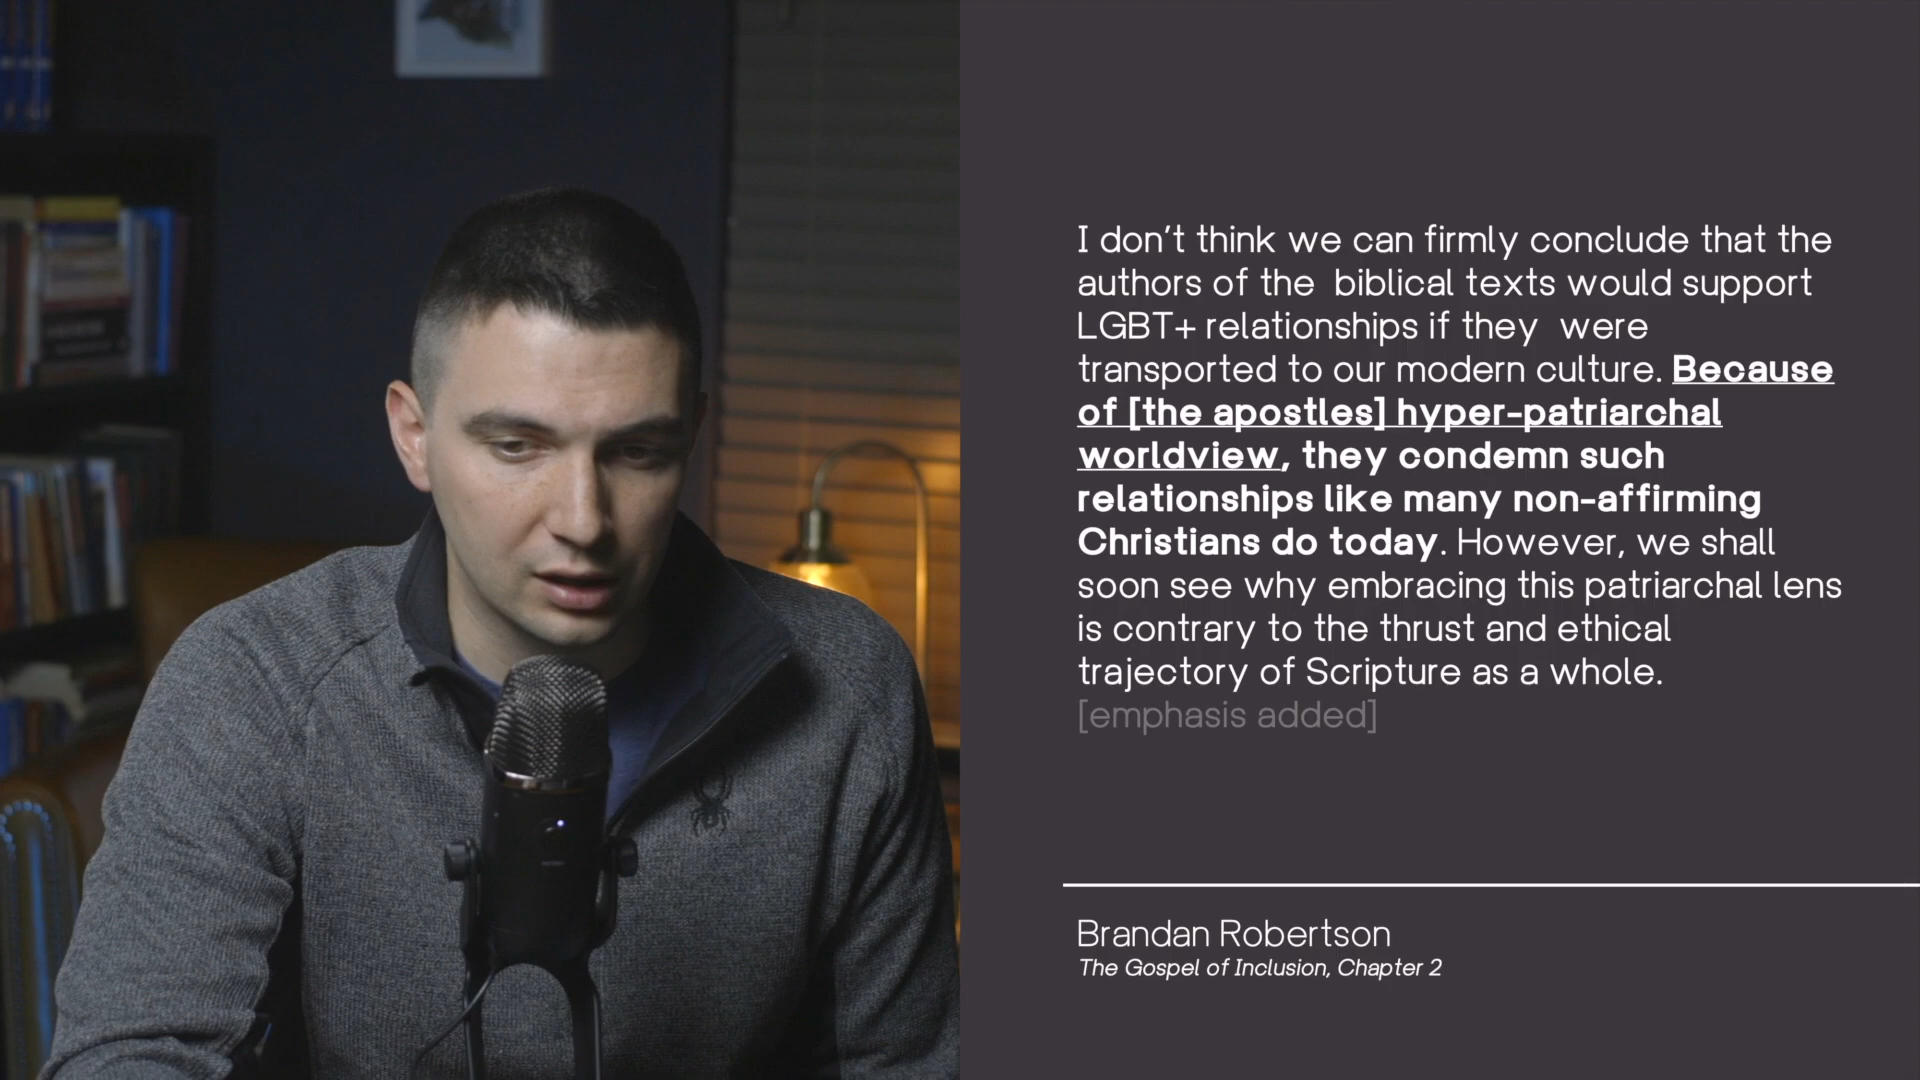 I don't think we can firmly conclude that the
authors of the biblical texts would support
LGBT+ relationships if they were
transported to our modern culture. Because
of [the apostles] hyper-patriarchal
worldview, they condemn such
relationships like many non-affirming
Christians do today. However, we shall
soon see why embracing this patriarchal lens
is contrary to the thrust and ethical
trajectory of Scripture as a whole.
[emphasis added]
Brandan Robertson
The Gospel of Inclusion, Chapter 2